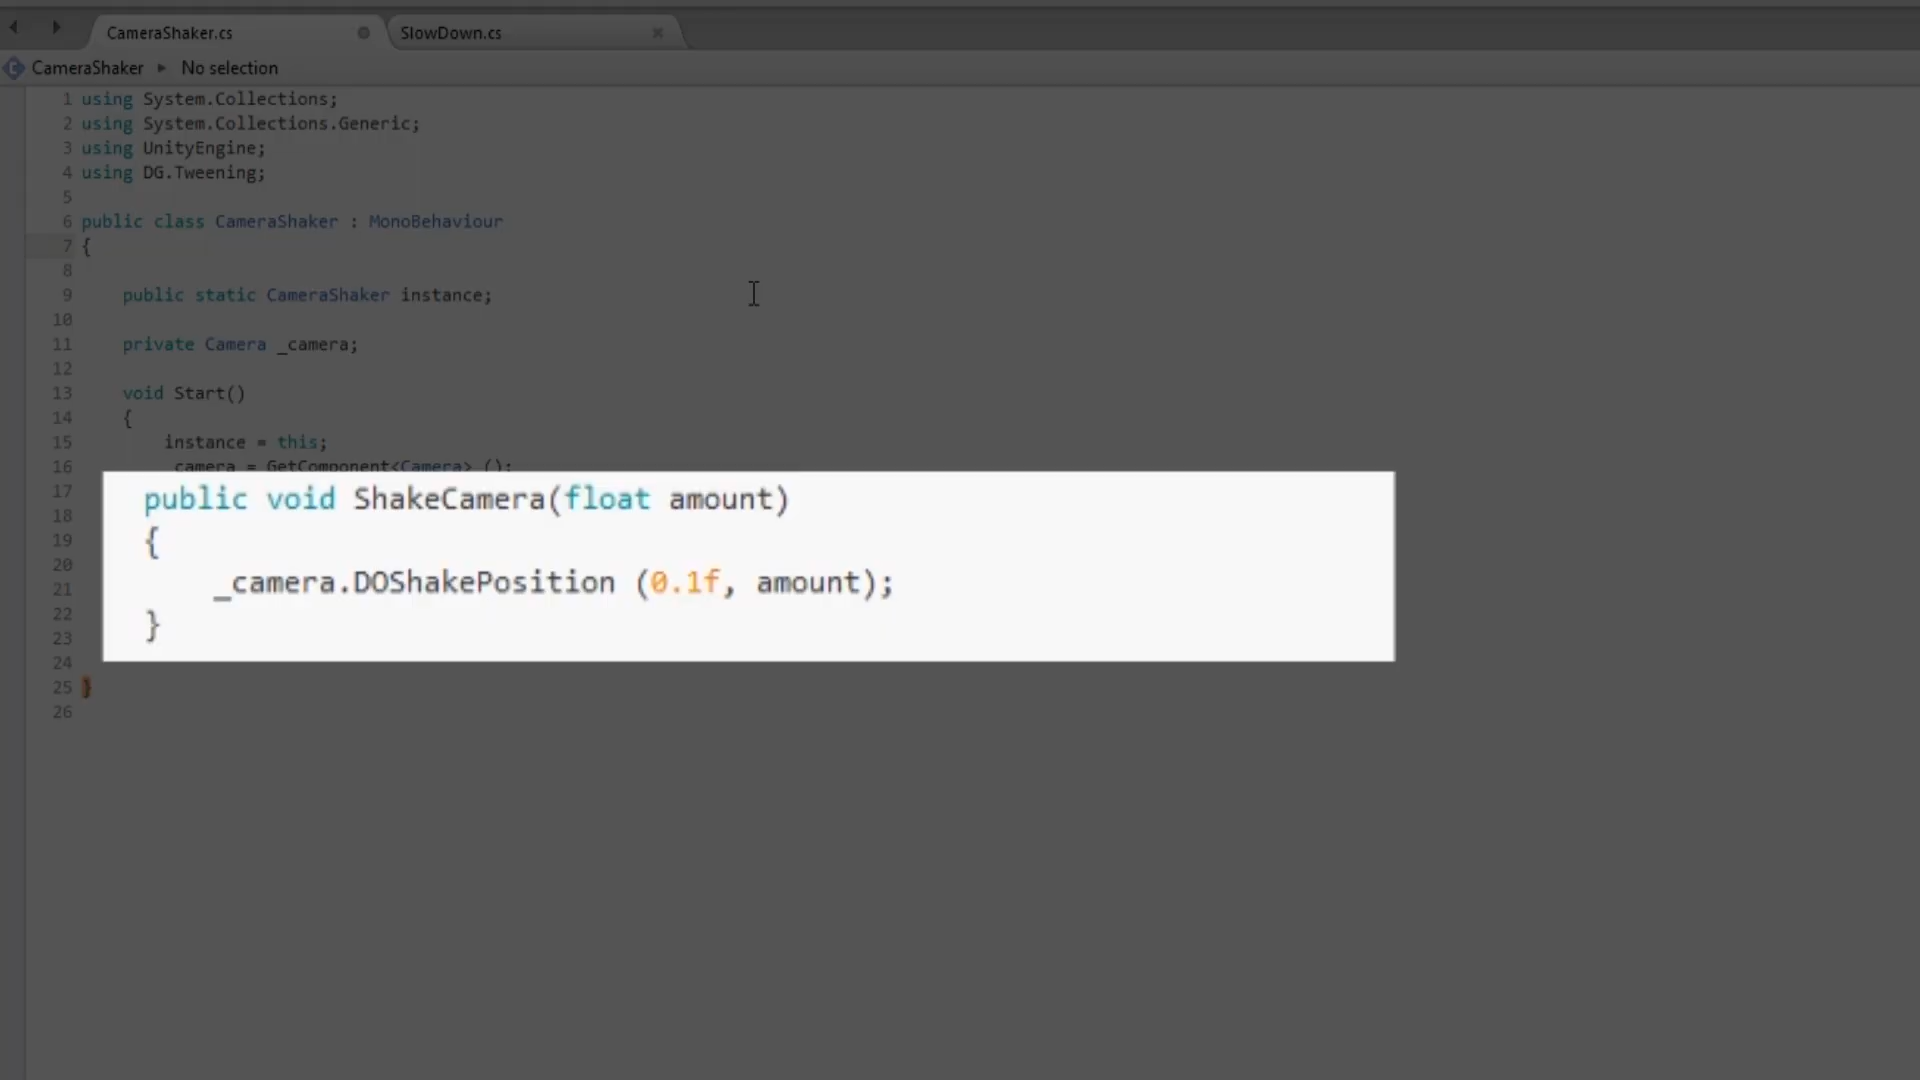 CameraShaker.cs
SlowDown.cs
CameraShaker ▸ No selection
1 using System.Collections;
2 using System.Collections.Generic;
3 using UnityEngine;
4 using DG.Tweening;
5
6 public class CameraShaker : MonoBehaviour
7 {
8
9 public static CameraShaker instance;
10
11 private Camera _camera;
12
13 void Start()
14 {
15 instance = this;
16 _camera = GetComponent<Camera> ();
17
18
19
20
21
22
23
24
25 }
26
public void ShakeCamera(float amount)
{
_camera.DOShakePosition (0.1f, amount);
}